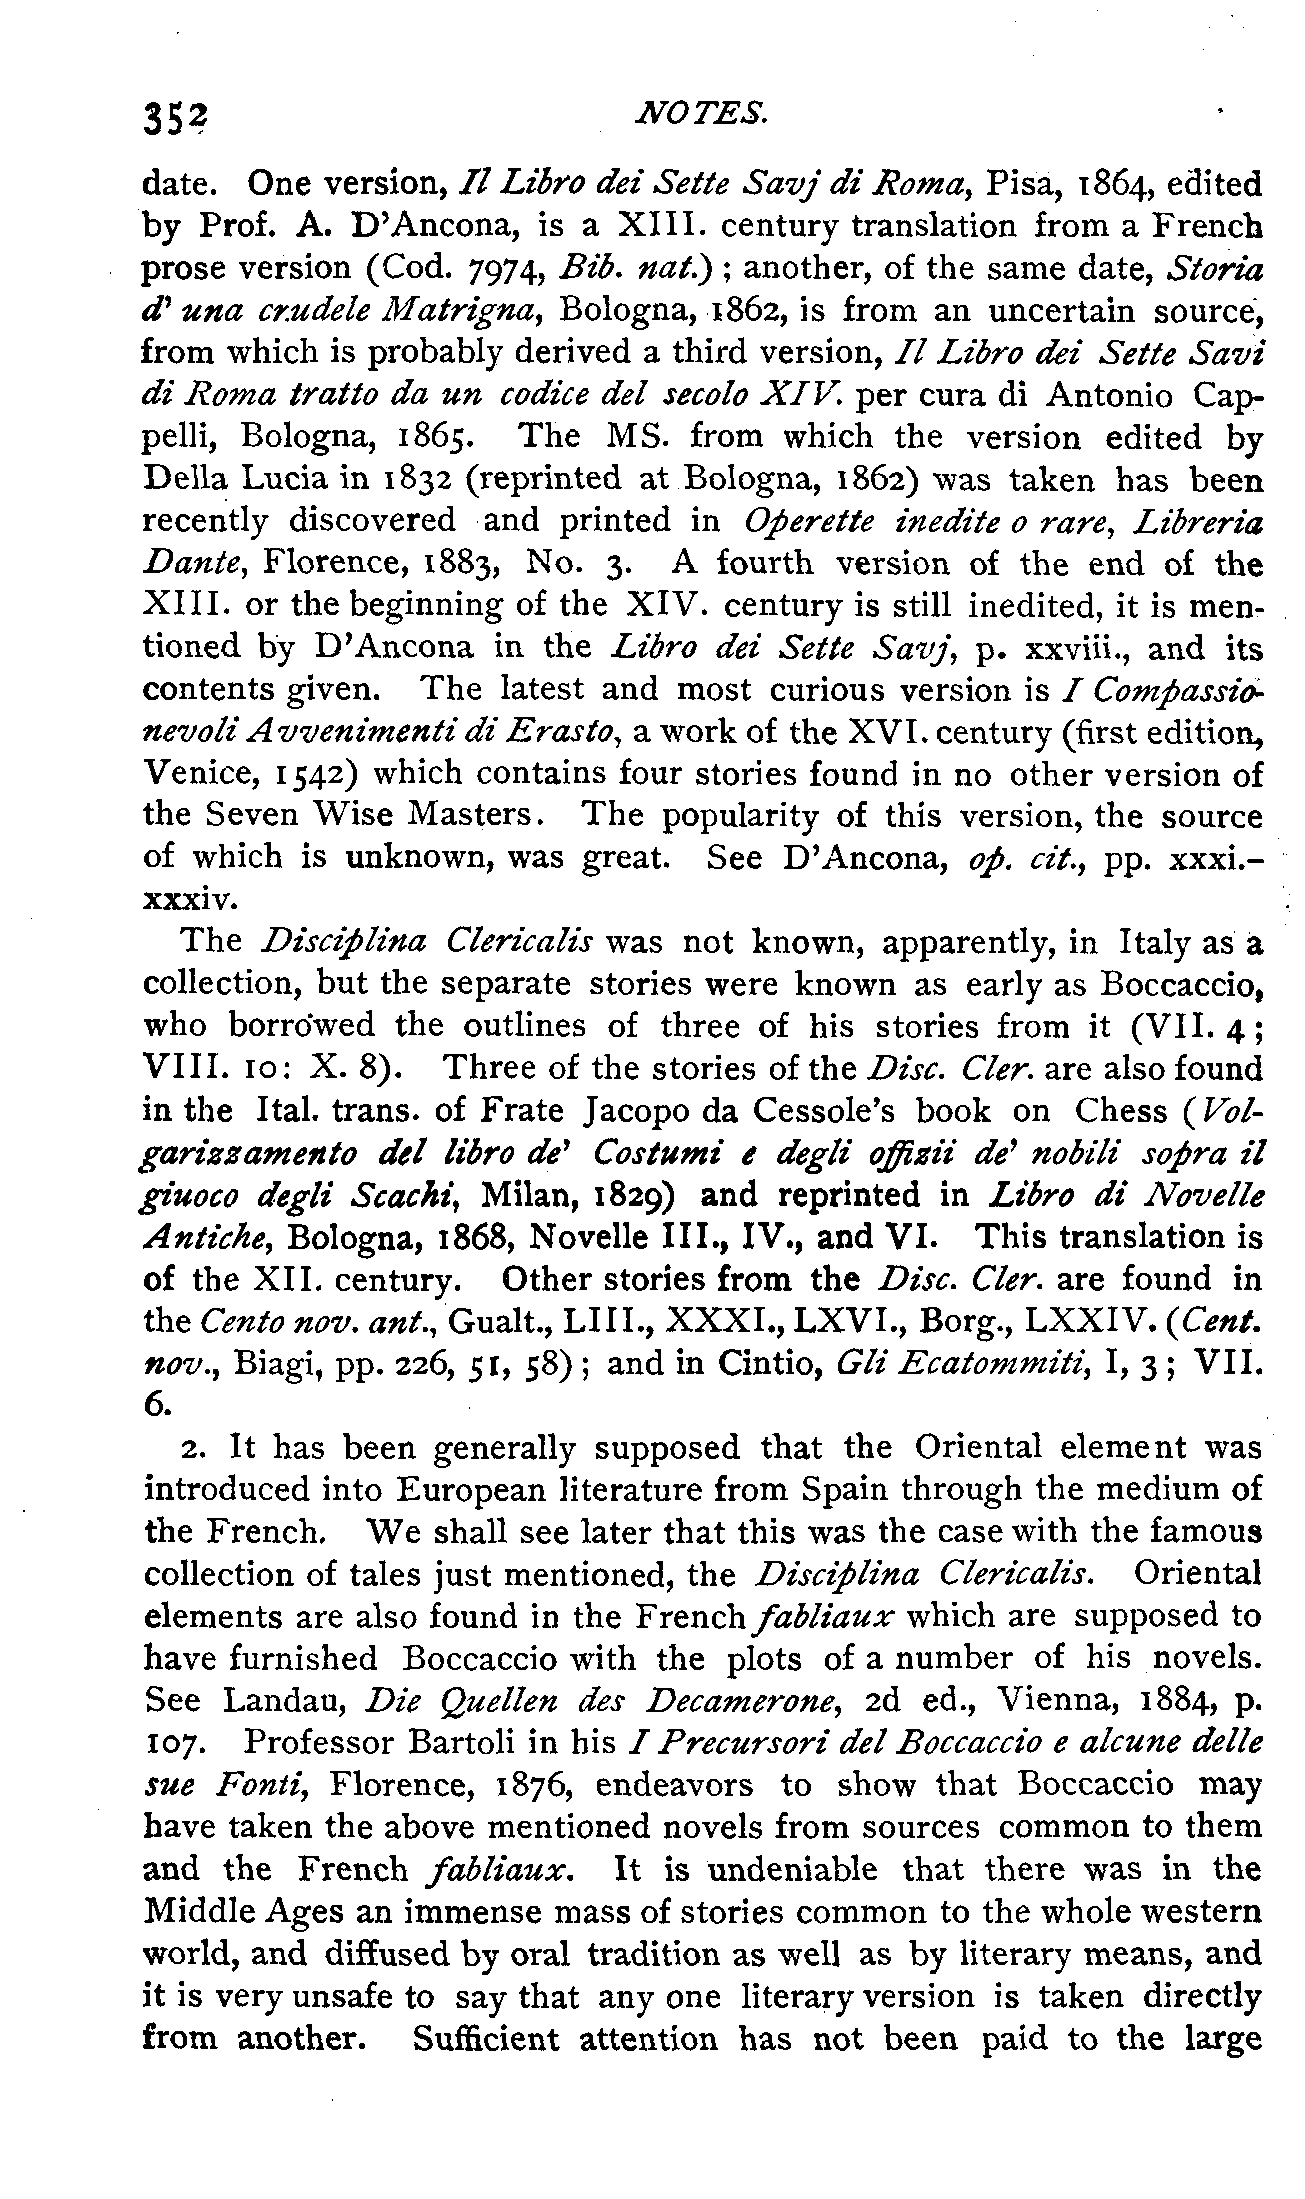 352 NOTES.
date. One version, Il Libro dei Sette Savj di Roma, Pisa, 1864, edited
by Prof. A. D'Ancona, is a XIII. century translation from a French
prose version (Cod. 7974, Bib. nat.) ; another, of the same date, Storia
d' una crudele Matrigna, Bologna, 1862, is from an uncertain source,
from which is probably derived a third version, Il Libro dei Sette Savi
di Roma tratto da un codice del secolo XIV. per cura di Antonio Cap-
pelli, Bologna, 1865. The MS. from which the version edited by
Della Lucia in 1832 (reprinted at Bologna, 1862) was taken has been
recently discovered and printed in Operette inedite o rare, Libreria
Dante, Florence, 1883, No. 3. A fourth version of the end of the
XIII. or the beginning of the XIV. century is still inedited, it is men-
tioned by D'Ancona in the Libro dei Sette Savj, p. xxviii., and its
contents given. The latest and most curious version is I Compassio-
nevoli Avvenimenti di Erasto, a work of the XVI. century (first edition,
Venice, 1542) which contains four stories found in no other version of
the Seven Wise Masters. The popularity of this version, the source
of which is unknown, was great. See D'Ancona, op. cit., pp. xxxi.–
xxxiv.
The Disciplina Clericalis was not known, apparently, in Italy as a
collection, but the separate stories were known as early as Boccaccio,
who borrowed the outlines of three of his stories from it (VII. 4 ;
VIII. 10: X. 8). Three of the stories of the Disc. Cler. are also found
in the Ital. trans. of Frate Jacopo da Cessole's book on Chess (Vol-
garizzamento del libro de' Costumi e degli offizii de' nobili sopra il
giuoco degli Scachi, Milan, 1829) and reprinted in Libro di Novelle
Antiche, Bologna, 1868, Novelle III., IV., and VI. This translation is
of the XII. century. Other stories from the Disc. Cler. are found in
the Cento nov. ant., Gualt., LIII., XXXI., LXVI., Borg., LXXIV. (Cent.
nov., Biagi, pp. 226, 51, 58) ; and in Cintio, Gli Ecatommiti, I, 3 ; VII.
6.
2. It has been generally supposed that the Oriental element was
introduced into European literature from Spain through the medium of
the French. We shall see later that this was the case with the famous
collection of tales just mentioned, the Disciplina Clericalis. Oriental
elements are also found in the French fabliaux which are supposed to
have furnished Boccaccio with the plots of a number of his novels.
See Landau, Die Quellen des Decamerone, 2d ed., Vienna, 1884, p.
107. Professor Bartoli in his I Precursori del Boccaccio e alcune delle
sue Fonti, Florence, 1876, endeavors to show that Boccaccio may
have taken the above mentioned novels from sources common to them
and the French fabliaux. It is undeniable that there was in the
Middle Ages an immense mass of stories common to the whole western
world, and diffused by oral tradition as well as by literary means, and
it is very unsafe to say that any one literary version is taken directly
from another. Sufficient attention has not been paid to the large